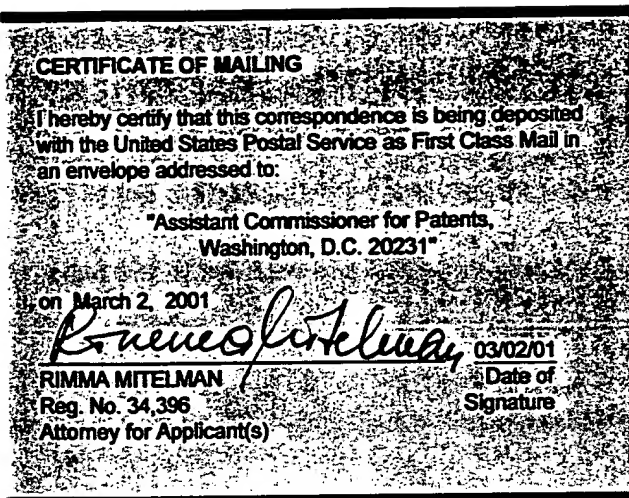 CERTIFICATE OF MAILING
I hereby certify that this correspondence is being deposited
with the United States Postal Service as First Class Mail in
an envelope addressed to:
"Assistant Commissioner for Patents,
Washington, D.C. 20231"
on March 2, 2001
Rimma Mitelman 03/02/01
RIMMA MITELMAN Date of
Reg. No. 34,396 Signature
Attorney for Applicant(s)